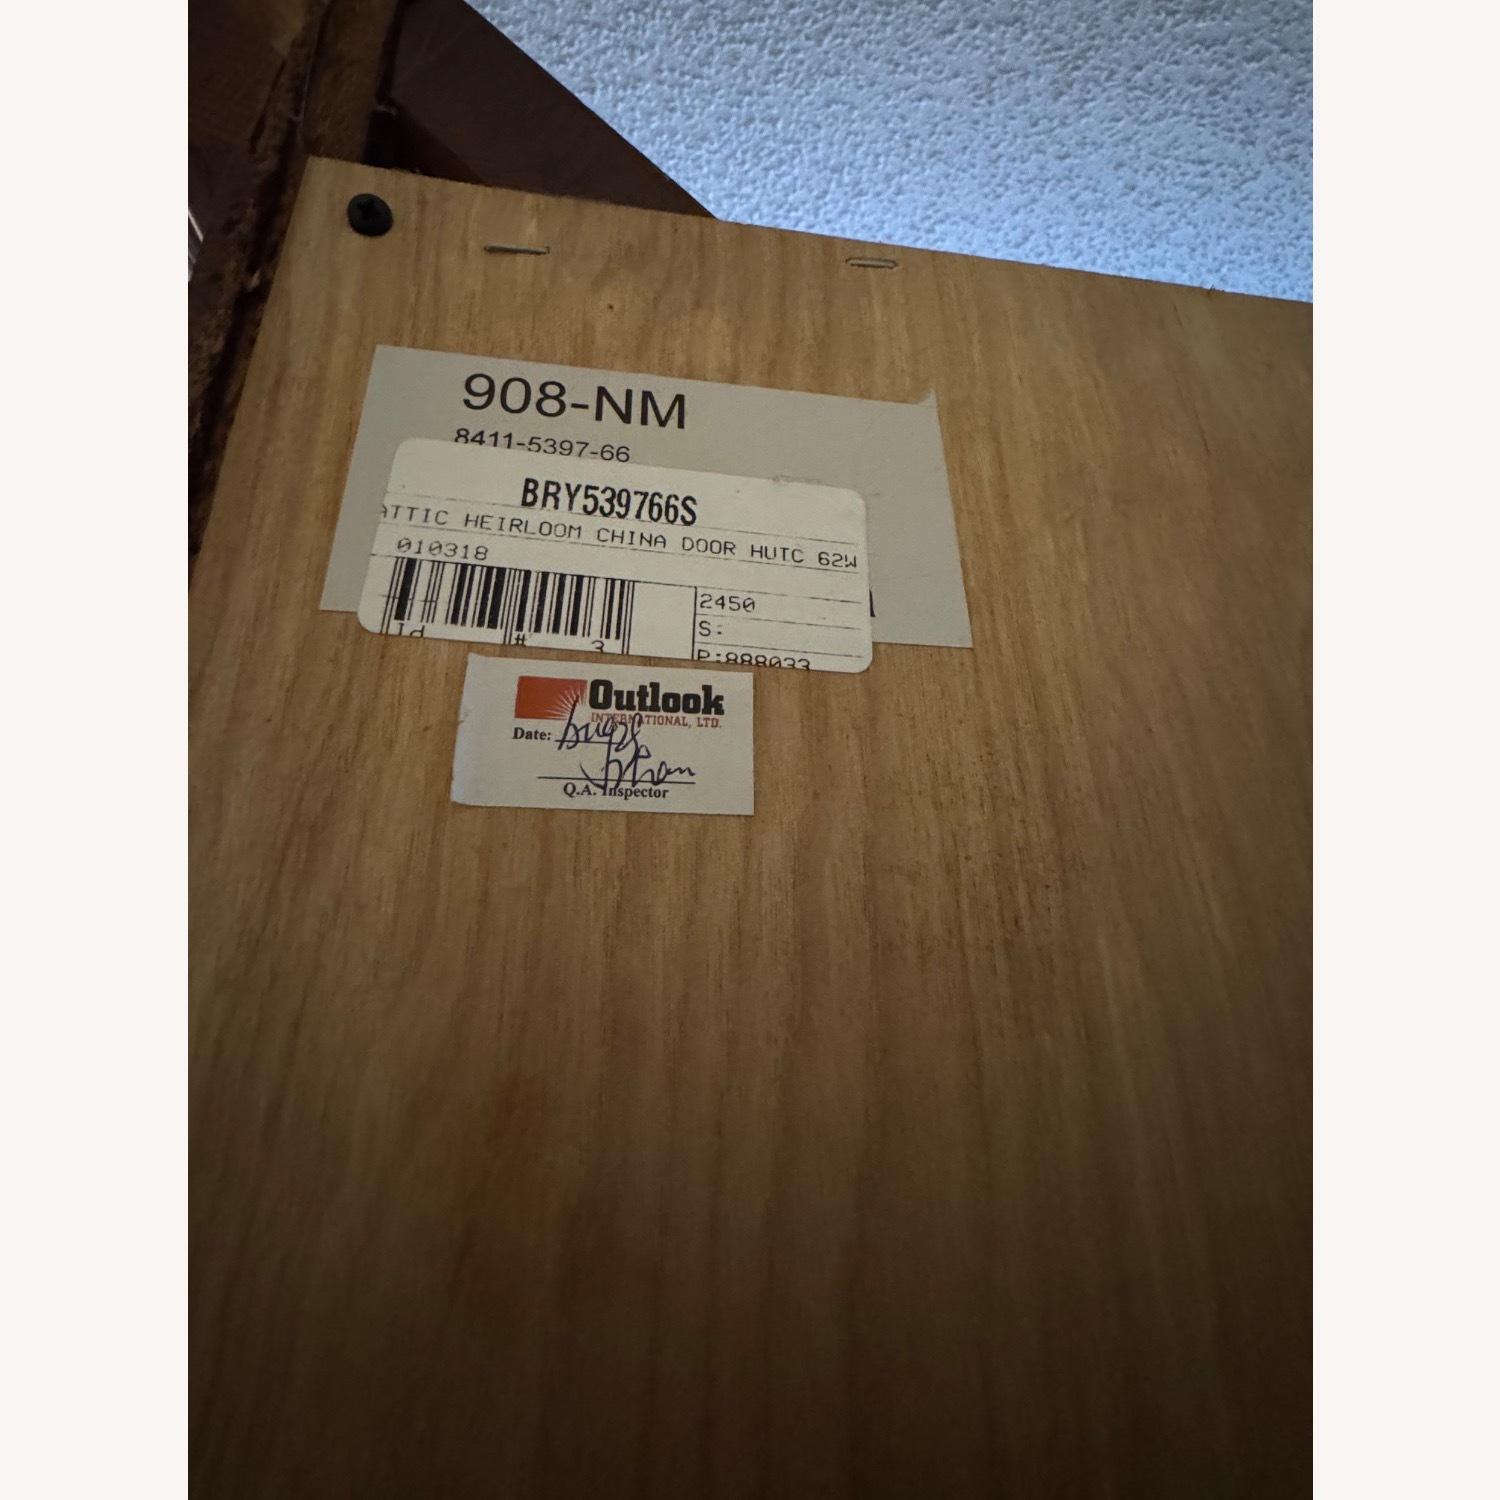 908-NM
8411-5397-66
BRY539766S
ATTIC HEIRLOOM CHINA DOOR HUTC 62W
010318
2450
Id # 3
S:
P:888033
Outlook
INTERNATIONAL, LTD.
Date:
Q.A. Inspector